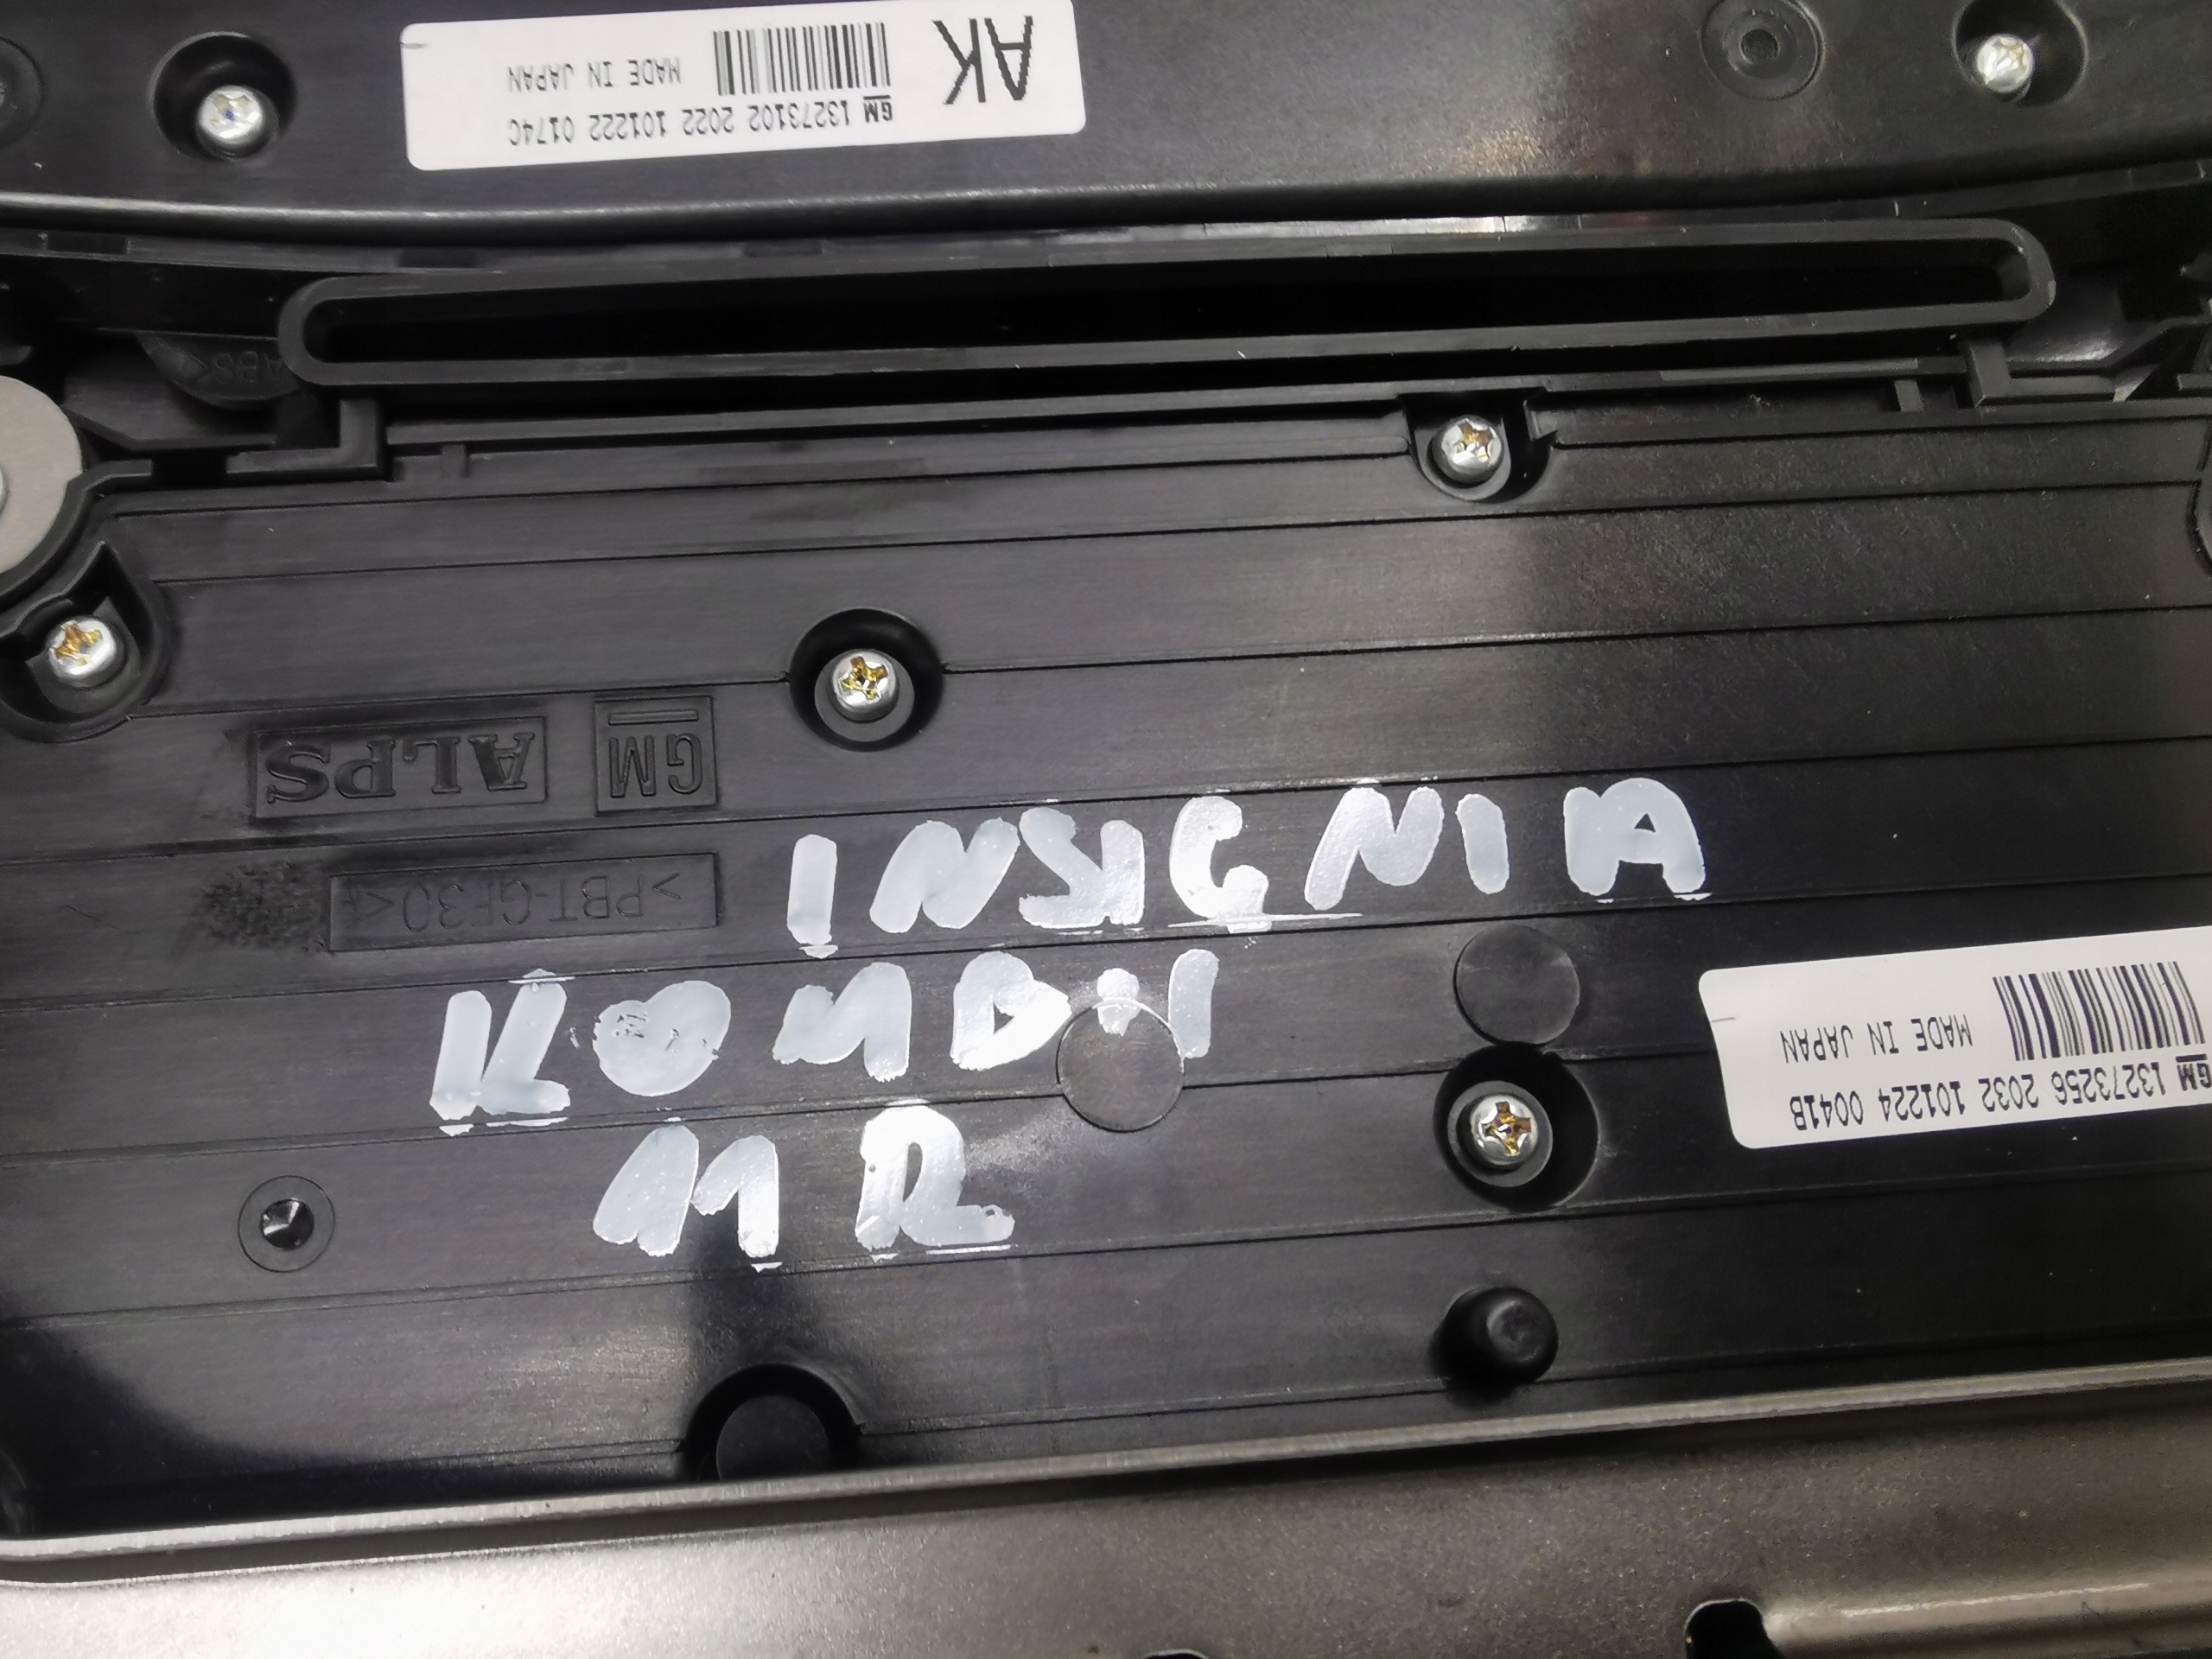 AK
GM 13273102 2022 101222 0174C
MADE IN JAPAN
>ABS<
GM ALPS
>PBT-GF30<
INSIGNIA
KOMBI
MR
GM 13273256 2032 101224 0041B
MADE IN JAPAN